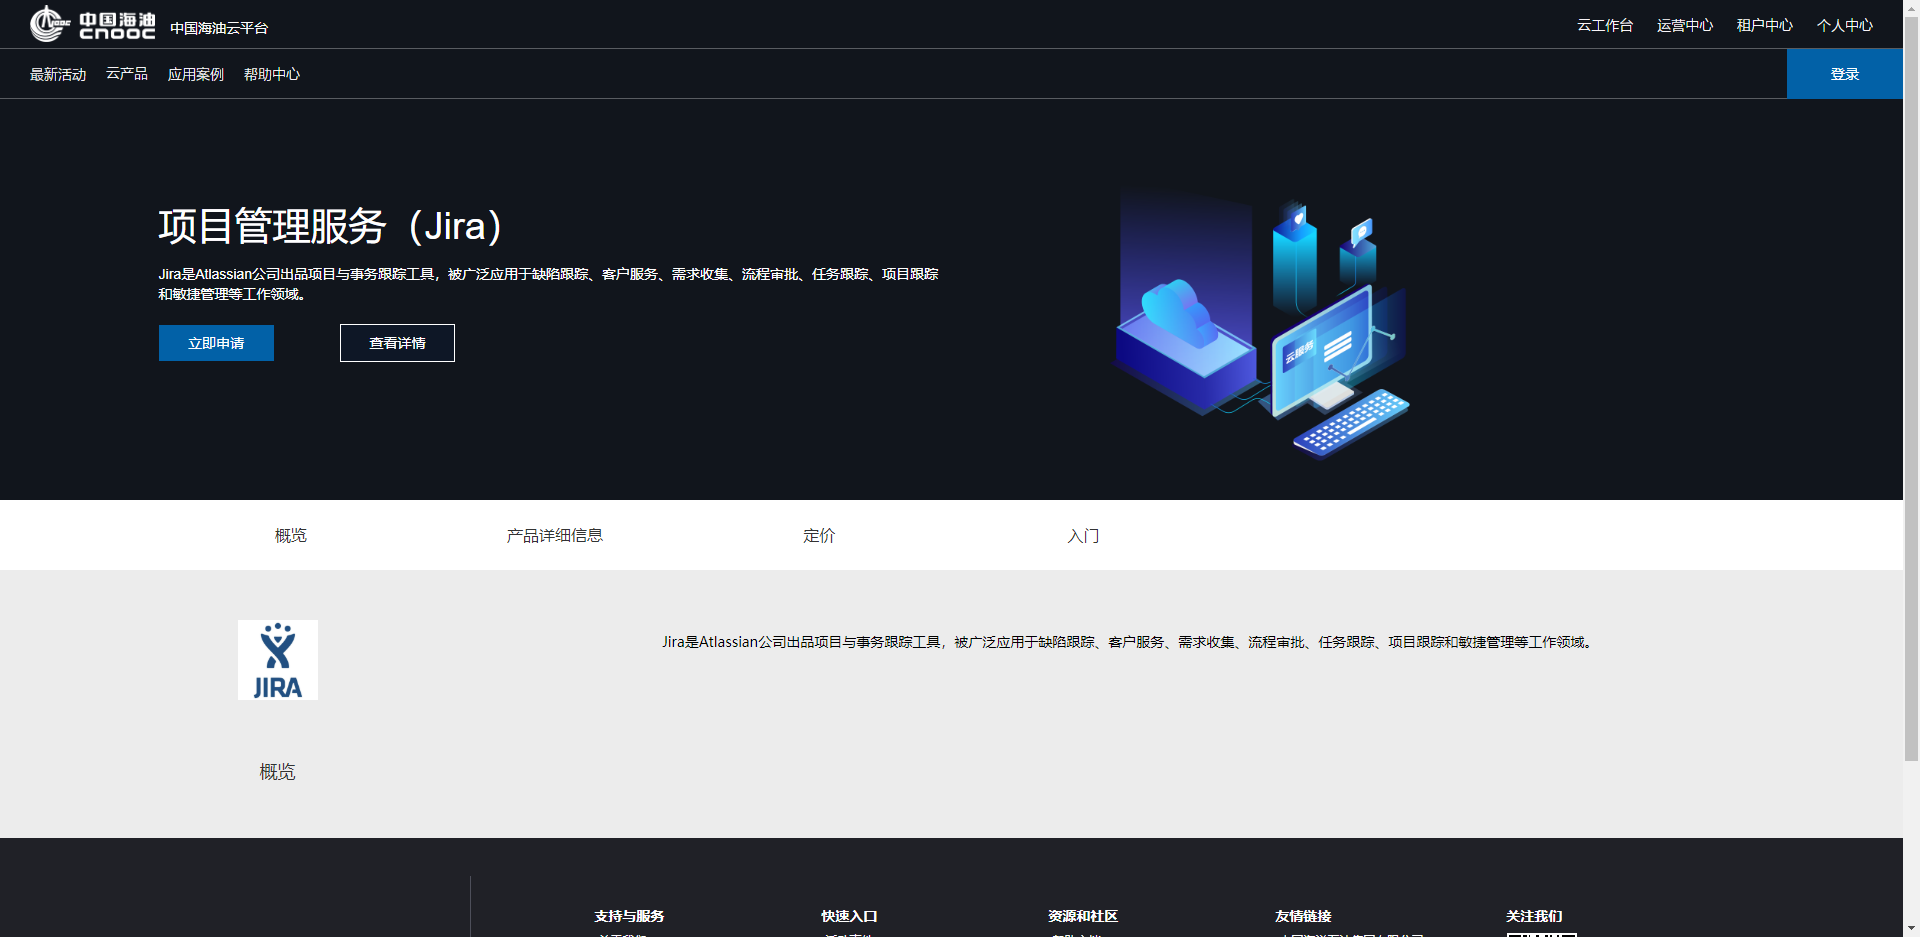 中国海油
CNOOC
中国海油云平台
云工作台 运营中心 租户中心 个人中心
最新活动 云产品 应用案例 帮助中心
登录
项目管理服务（Jira）
Jira是Atlassian公司出品项目与事务跟踪工具，被广泛应用于缺陷跟踪、客户服务、需求收集、流程审批、任务跟踪、项目跟踪
和敏捷管理等工作领域。
立即申请 查看详情
云服务
概览 产品详细信息 定价 入门
JIRA
Jira是Atlassian公司出品项目与事务跟踪工具，被广泛应用于缺陷跟踪、客户服务、需求收集、流程审批、任务跟踪、项目跟踪和敏捷管理等工作领域。
概览
支持与服务 快速入口 资源和社区 友情链接 关注我们